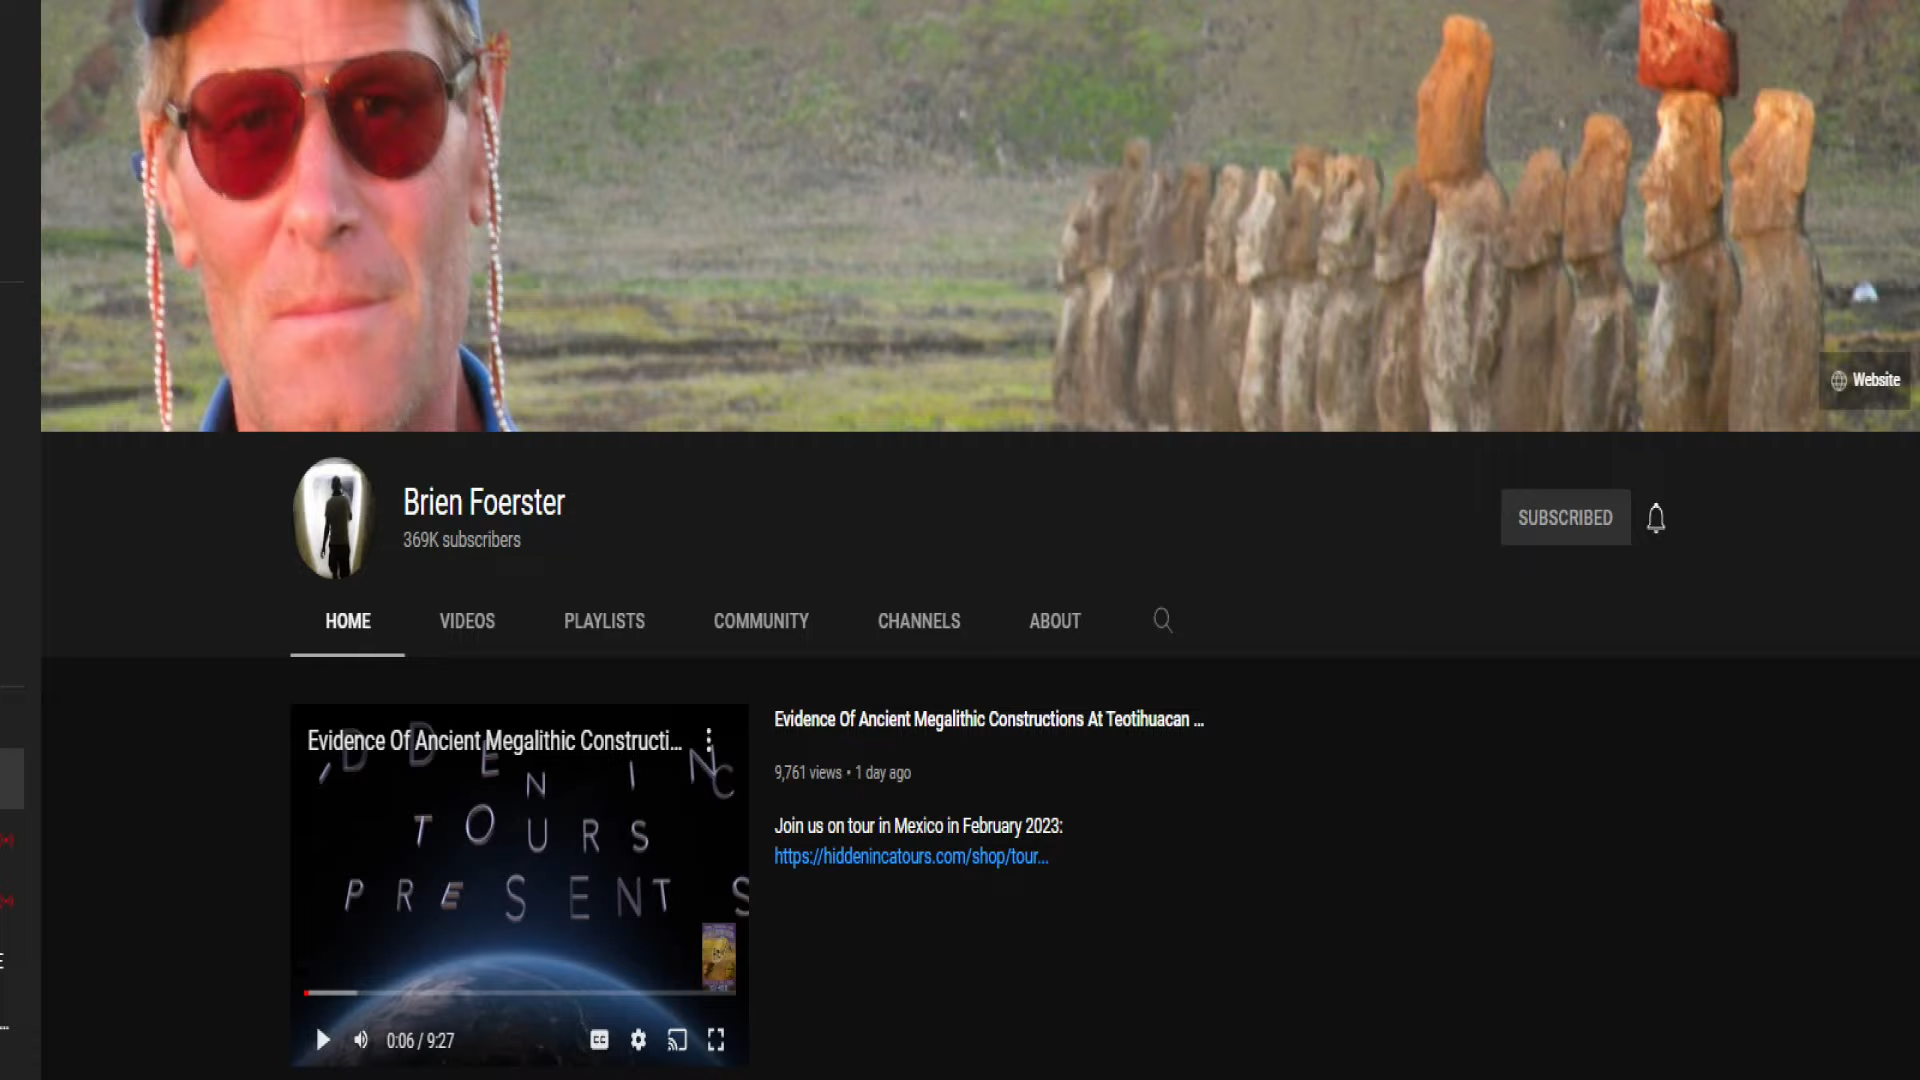 Website
Brien Foerster
369K subscribers
SUBSCRIBED
HOME VIDEOS PLAYLISTS COMMUNITY CHANNELS ABOUT
Evidence Of Ancient Megalithic Constructi...
TOURS
PRESENTS
0:06 / 9:27
Evidence Of Ancient Megalithic Constructions At Teotihuacan ...
9,761 views • 1 day ago
Join us on tour in Mexico in February 2023:
https://hiddenincatours.com/shop/tour...